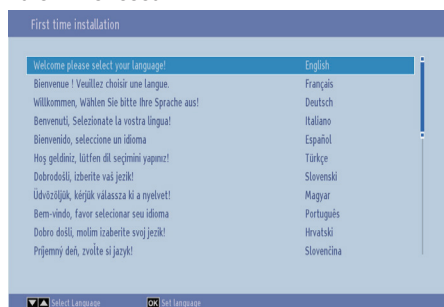 First time installation
Welcome please select your language! English
Bienvenue ! Veuillez choisir une langue. Français
Willkommen, Wählen Sie bitte Ihre Sprache aus! Deutsch
Benvenuti, Selezionate la vostra lingua! Italiano
Bienvenido, seleccione un idioma Español
Hoş geldiniz, lütfen dil seçimini yapınız! Türkçe
Dobrodošli, izberite vaš jezik! Slovenski
Üdvözöljük, kérjük válassza ki a nyelvet! Magyar
Bem-vindo, favor selecionar seu idioma Português
Dobro došli, molim izaberite svoj jezik! Hrvatski
Príjemný deň, zvoľte si jazyk! Slovenčina
Select Language OK Set language